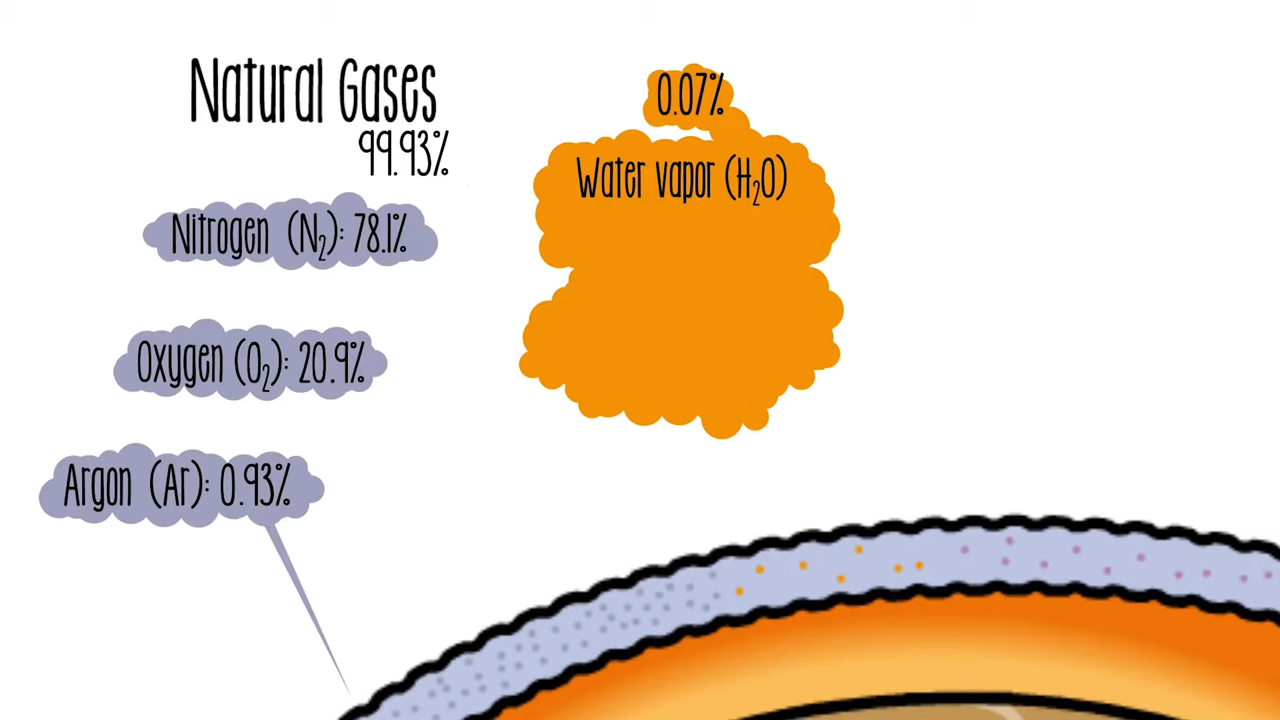 Natural Gases
99.93%
Nitrogen (N₂): 78.1%
Oxygen (O₂): 20.9%
Argon (Ar): 0.93%
0.07%
Water vapor (H₂O)